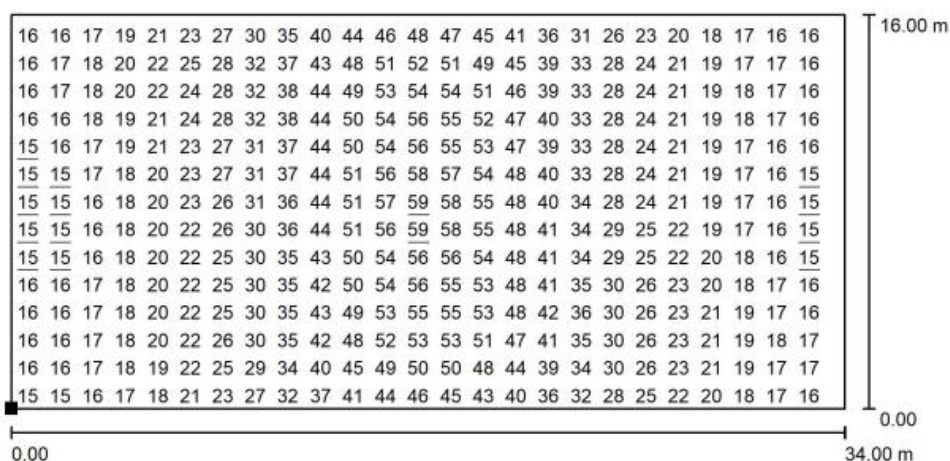 16.00 m
16 16 17 19 21 23 27 30 35 40 44 46 48 47 45 41 36 31 26 23 20 18 17 16 16
16 17 18 20 22 25 28 32 37 43 48 51 52 51 49 45 39 33 28 24 21 19 17 17 16
16 17 18 20 22 24 28 32 38 44 49 53 54 54 51 46 39 33 28 24 21 19 18 17 16
16 16 18 19 21 24 28 32 38 44 50 54 56 55 52 47 40 33 28 24 21 19 18 17 16
15 16 17 19 21 23 27 31 37 44 50 54 56 55 53 47 39 33 28 24 21 19 17 16 16
15 15 17 18 20 23 27 31 37 44 51 56 58 57 54 48 40 33 28 24 21 19 17 16 15
15 15 16 18 20 23 26 31 36 44 51 57 59 58 55 48 40 34 28 24 21 19 17 16 15
15 15 16 18 20 22 26 30 36 44 51 56 59 58 55 48 41 34 29 25 22 19 17 16 15
15 15 16 18 20 22 25 30 35 43 50 54 56 56 54 48 41 34 29 25 22 20 18 16 15
16 16 17 18 20 22 25 30 35 42 50 54 56 55 53 48 41 35 30 26 23 20 18 17 16
16 16 17 18 20 22 25 30 35 43 49 53 55 55 53 48 42 36 30 26 23 21 19 17 16
16 16 17 18 20 22 26 30 35 42 48 52 53 53 51 47 41 35 30 26 23 21 19 18 17
16 16 17 18 19 22 25 29 34 40 45 49 50 50 48 44 39 34 30 26 23 21 19 17 17
15 15 16 17 18 21 23 27 32 37 41 44 46 45 43 40 36 32 28 25 22 20 18 17 16
0.00
0.00
34.00 m